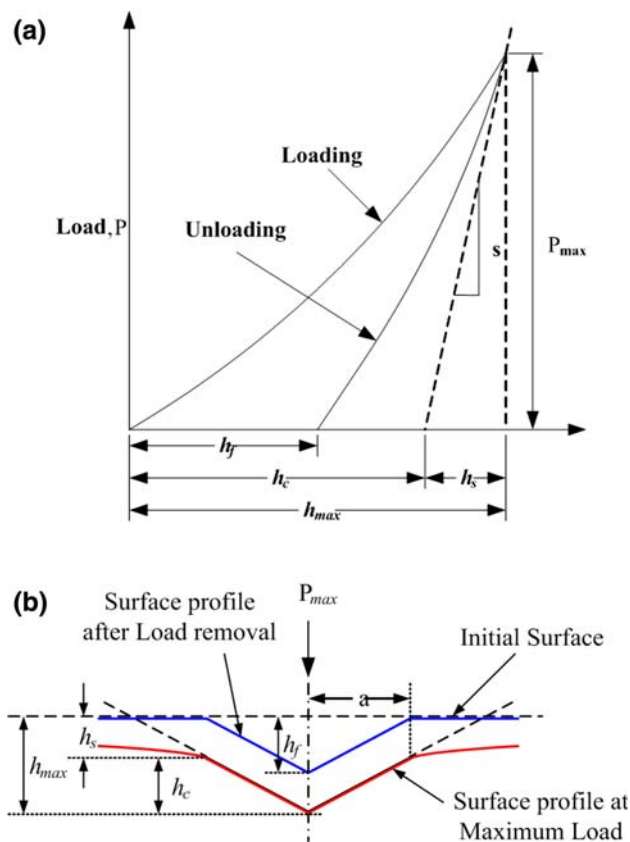 (a)
Loading
Load, P
Unloading
s
Pmax
hf
hc
hs
hmax
(b)
Pmax
Surface profile
after Load removal
Initial Surface
a
hs
hf
hmax
hc
Surface profile at
Maximum Load